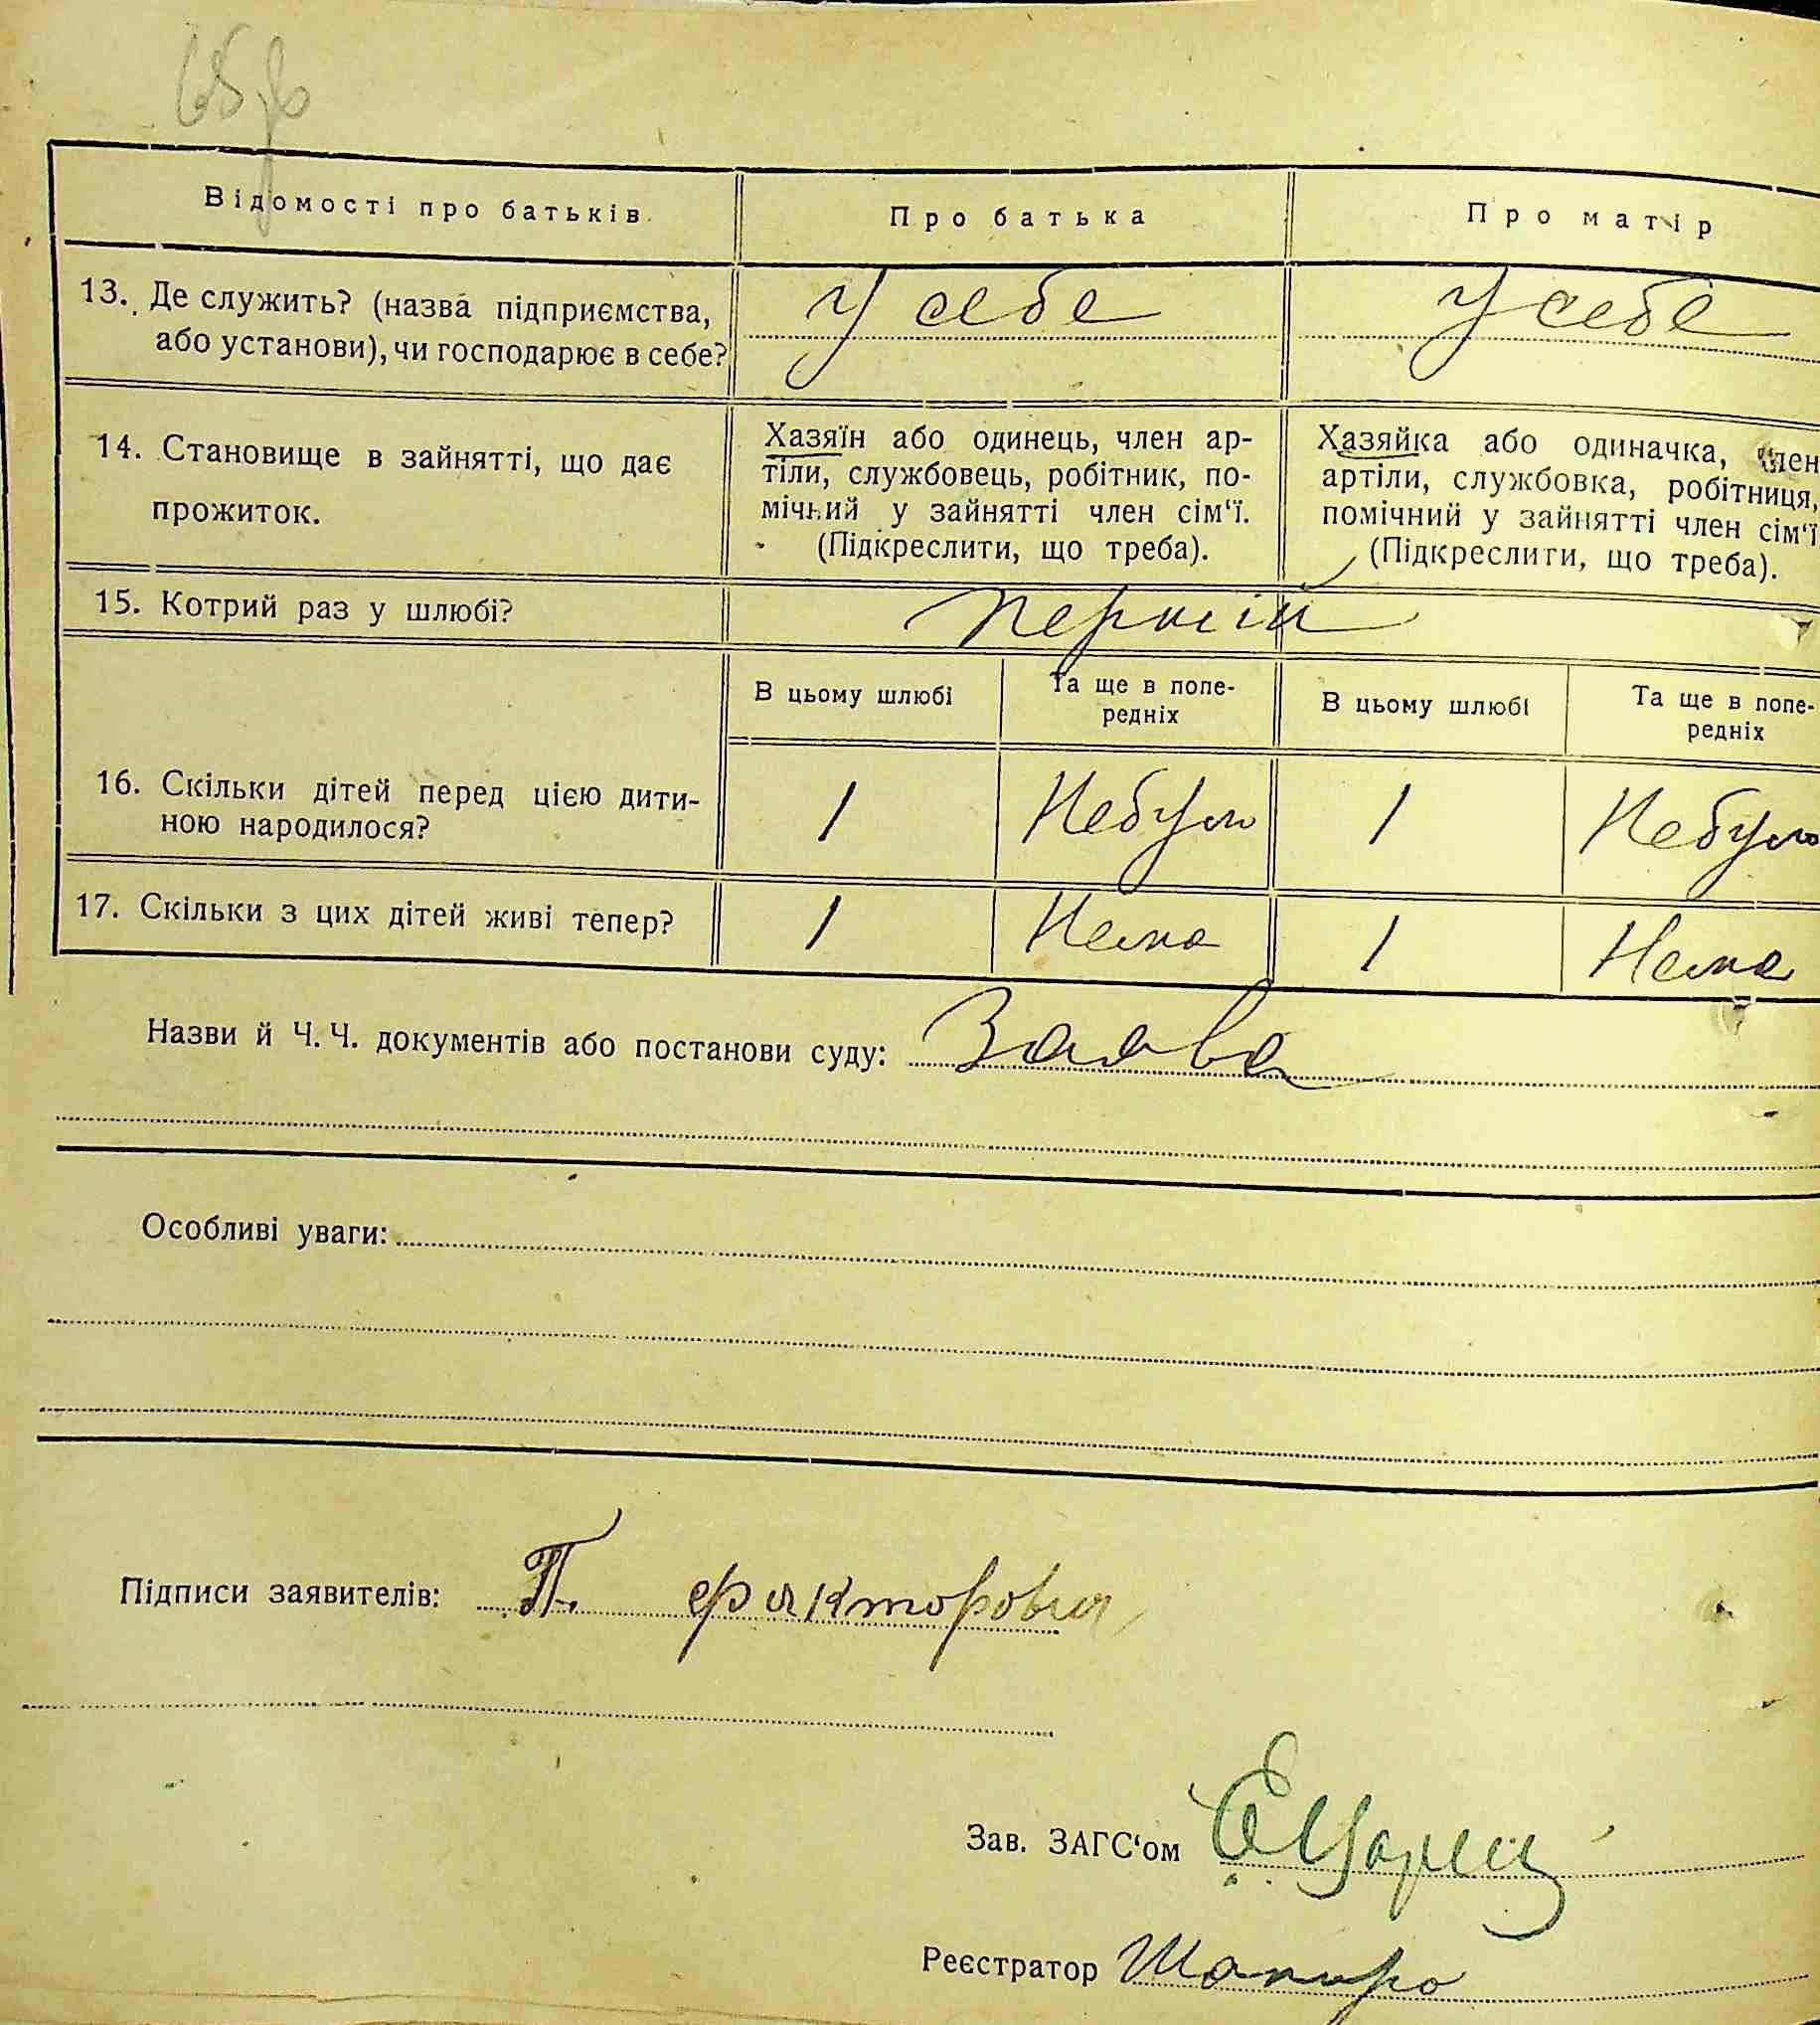 Відомості про батьків
Про батька
Про матір
13. Де служить? (назва підприємства,
або установи), чи господарює в себе?
у себе
у себе
14. Становище в зайнятті, що дає
прожиток.
Хазяїн або одинець, член ар-
тіли, службовець, робітник, по-
мічний у зайнятті член сім‘ї.
(Підкреслити, що треба).
Хазяйка або одиначка, член
артіли, службовка, робітниця,
помічний у зайнятті член сім‘ї
(Підкреслити, що треба).
15. Котрий раз у шлюбі?
перший
В цьому шлюбі
Та ще в попе-
редніх
В цьому шлюбі
Та ще в попе-
редніх
16. Скільки дітей перед цією дити-
ною народилося?
1
Небуло
1
Небуло
17. Скільки з цих дітей живі тепер?
1
Нема
1
Нема
Назви й Ч. Ч. документів або постанови суду: Заява
Особливі уваги:
Підписи заявителів: П. Факторович
Зав. ЗАГС‘ом
Реєстратор Шапиро